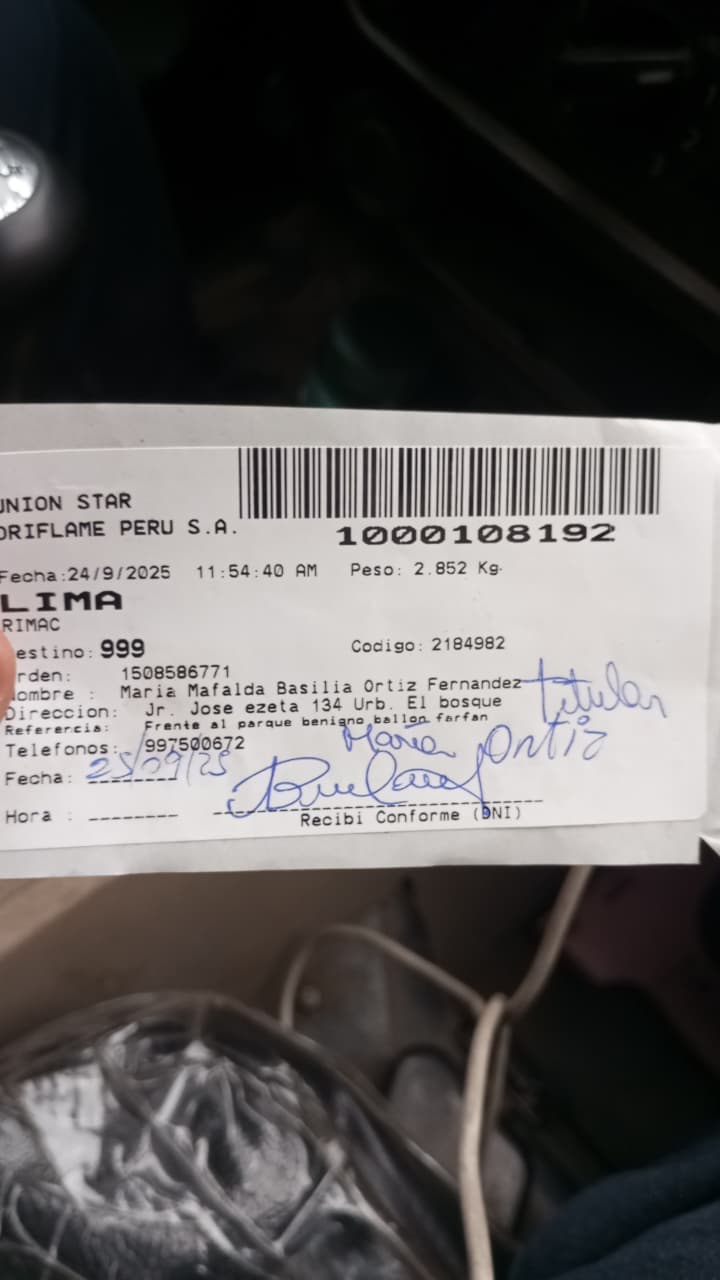 UNION STAR
ORIFLAME PERU S.A.
1000108192
Fecha:24/9/2025 11:54:40 AM Peso: 2.852 Kg.
LIMA
RIMAC
estino: 999 Codigo: 2184982
rden: 1508586771
ombre : Maria Mafalda Basilia Ortiz Fernandez titular
Direccion: Jr. Jose ezeta 134 Urb. El bosque
Referencia: Frente al parque benigno ballon farfan
Telefonos: 997500672 María Ortiz
Fecha: 25/09/25
Hora :
Recibi Conforme (DNI)